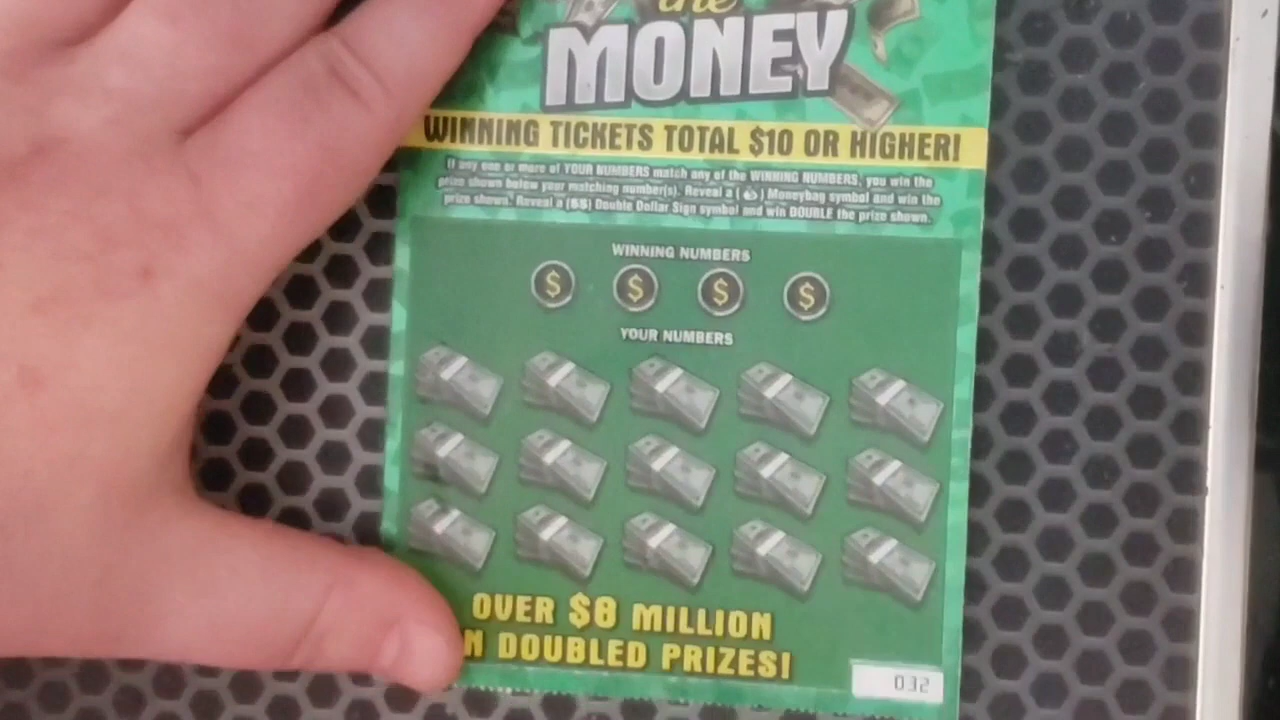 the
MONEY
WINNING TICKETS TOTAL $10 OR HIGHER!
If any one or more of YOUR NUMBERS match any of the WINNING NUMBERS, you win the
prize shown below your matching number(s). Reveal a ( ) Moneybag symbol and win the
prize shown. Reveal a ($$) Double Dollar Sign symbol and win DOUBLE the prize shown.
WINNING NUMBERS
$ $ $ $
YOUR NUMBERS
OVER $8 MILLION
N DOUBLED PRIZES!
032